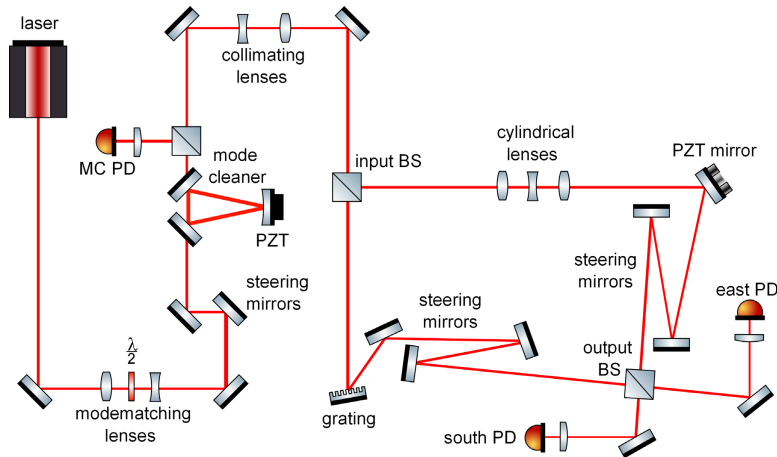 laser
collimating
lenses
MC PD
mode
cleaner
PZT
input BS
cylindrical
lenses
PZT mirror
steering
mirrors
steering
mirrors
east PD
steering
mirrors
output
BS
λ
2
modematching
lenses
grating
south PD